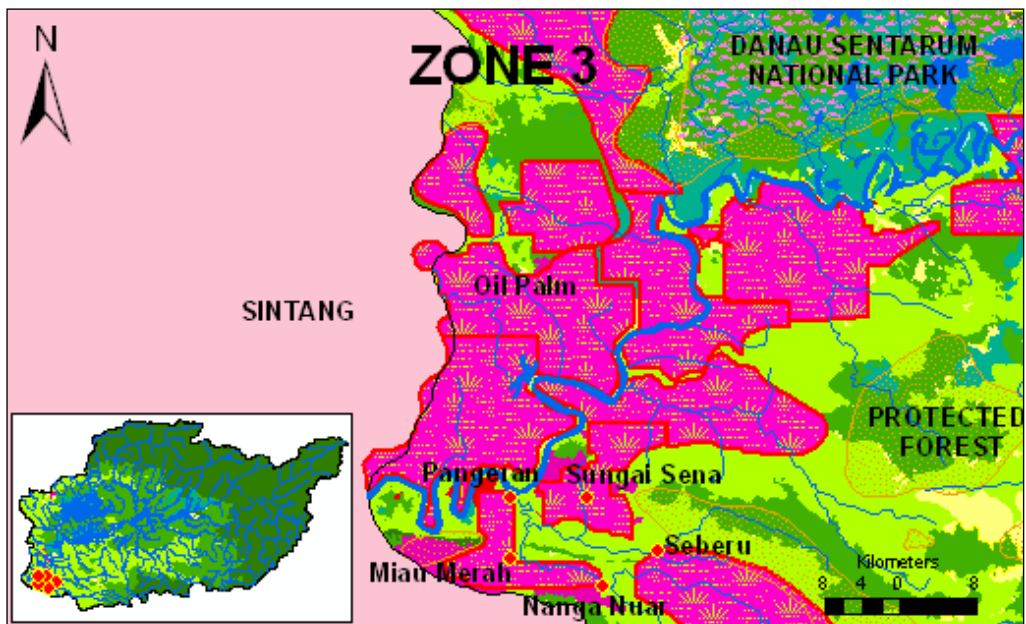 N
ZONE 3
DANAU SENTARUM
NATIONAL PARK
Oil Palm
SINTANG
PROTECTED
FOREST
Pangeran
Sungai Sena
Seberu
Miau Merah
Nanga Nuar
Kilometers
8 4 0 8